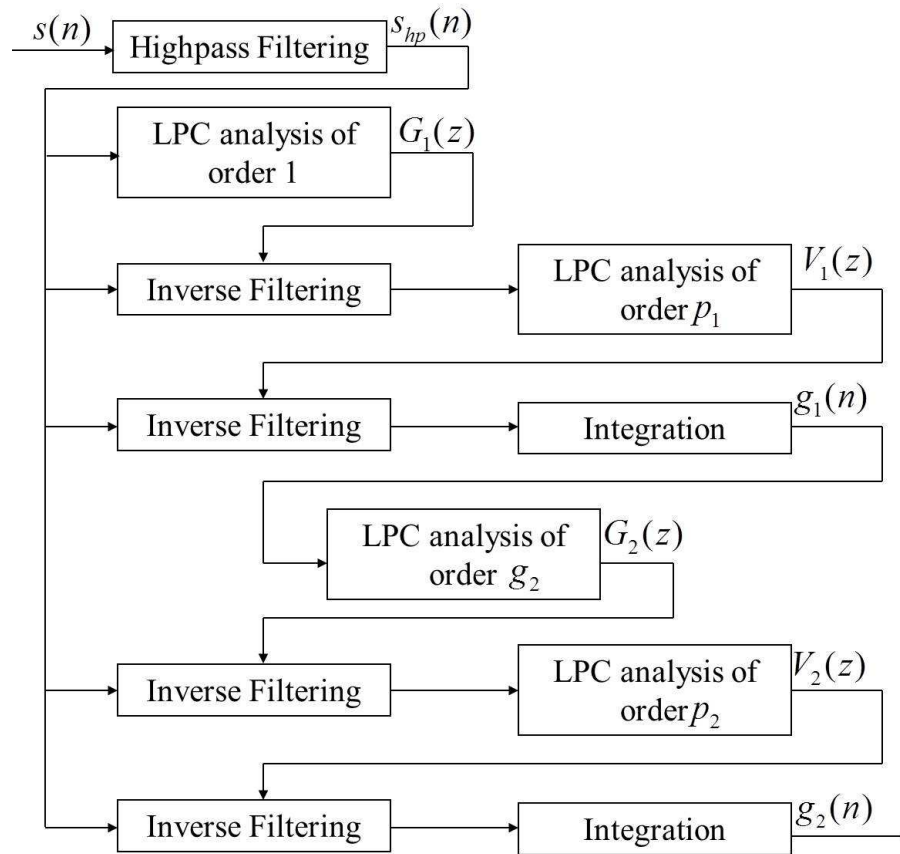 s(n)
Highpass Filtering
s_{hp}(n)
LPC analysis of
order 1
G_1(z)
Inverse Filtering
LPC analysis of
order p_1
V_1(z)
Inverse Filtering
Integration
g_1(n)
LPC analysis of
order g_2
G_2(z)
Inverse Filtering
LPC analysis of
order p_2
V_2(z)
Inverse Filtering
Integration
g_2(n)